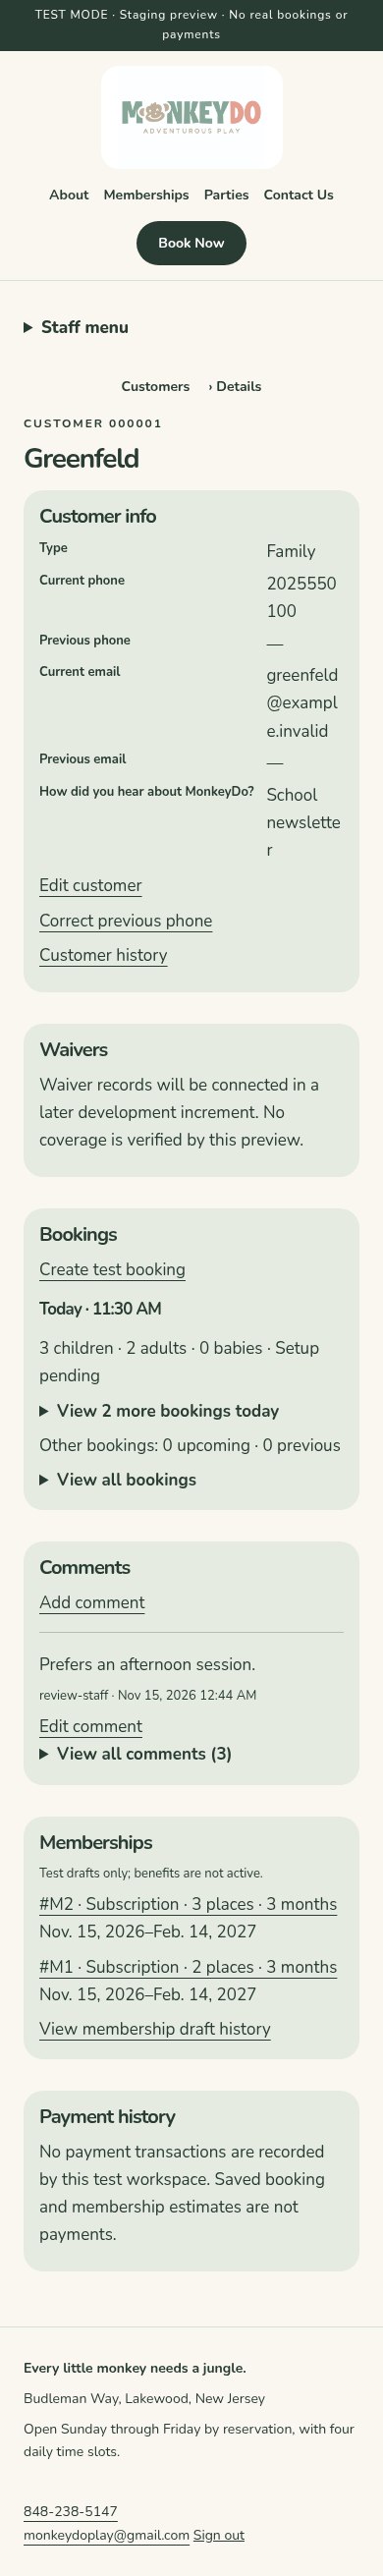 TEST MODE · Staging preview · No real bookings or
payments
MONKEYDO
ADVENTUROUS PLAY
About Memberships Parties Contact Us
Book Now
▶ Staff menu
Customers › Details
CUSTOMER 000001
Greenfeld
Customer info
Type Family
Current phone 2025550
100
Previous phone —
Current email greenfeld
@exampl
e.invalid
Previous email —
How did you hear about MonkeyDo? School
newslette
r
Edit customer
Correct previous phone
Customer history
Waivers
Waiver records will be connected in a
later development increment. No
coverage is verified by this preview.
Bookings
Create test booking
Today · 11:30 AM
3 children · 2 adults · 0 babies · Setup
pending
▶ View 2 more bookings today
Other bookings: 0 upcoming · 0 previous
▶ View all bookings
Comments
Add comment
Prefers an afternoon session.
review-staff · Nov 15, 2026 12:44 AM
Edit comment
▶ View all comments (3)
Memberships
Test drafts only; benefits are not active.
#M2 · Subscription · 3 places · 3 months
Nov. 15, 2026–Feb. 14, 2027
#M1 · Subscription · 2 places · 3 months
Nov. 15, 2026–Feb. 14, 2027
View membership draft history
Payment history
No payment transactions are recorded
by this test workspace. Saved booking
and membership estimates are not
payments.
Every little monkey needs a jungle.
Budleman Way, Lakewood, New Jersey
Open Sunday through Friday by reservation, with four
daily time slots.
848-238-5147
monkeydoplay@gmail.com Sign out